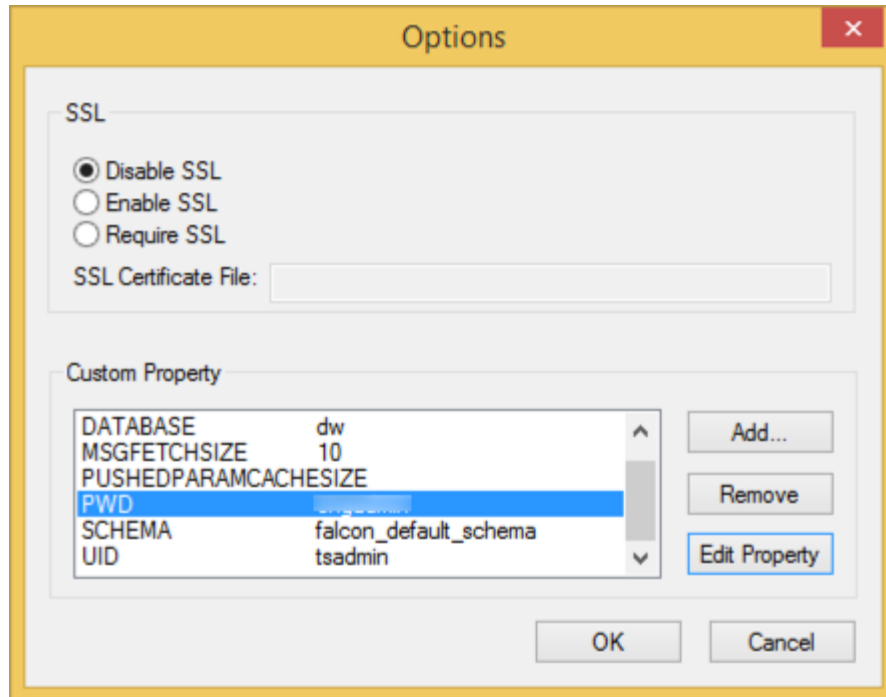 Options
SSL
Disable SSL
Enable SSL
Require SSL
SSL Certificate File:
Custom Property
DATABASE dw
MSGFETCHSIZE 10
PUSHEDPARAMCACHESIZE
PWD
SCHEMA falcon_default_schema
UID tsadmin
Add...
Remove
Edit Property
OK
Cancel